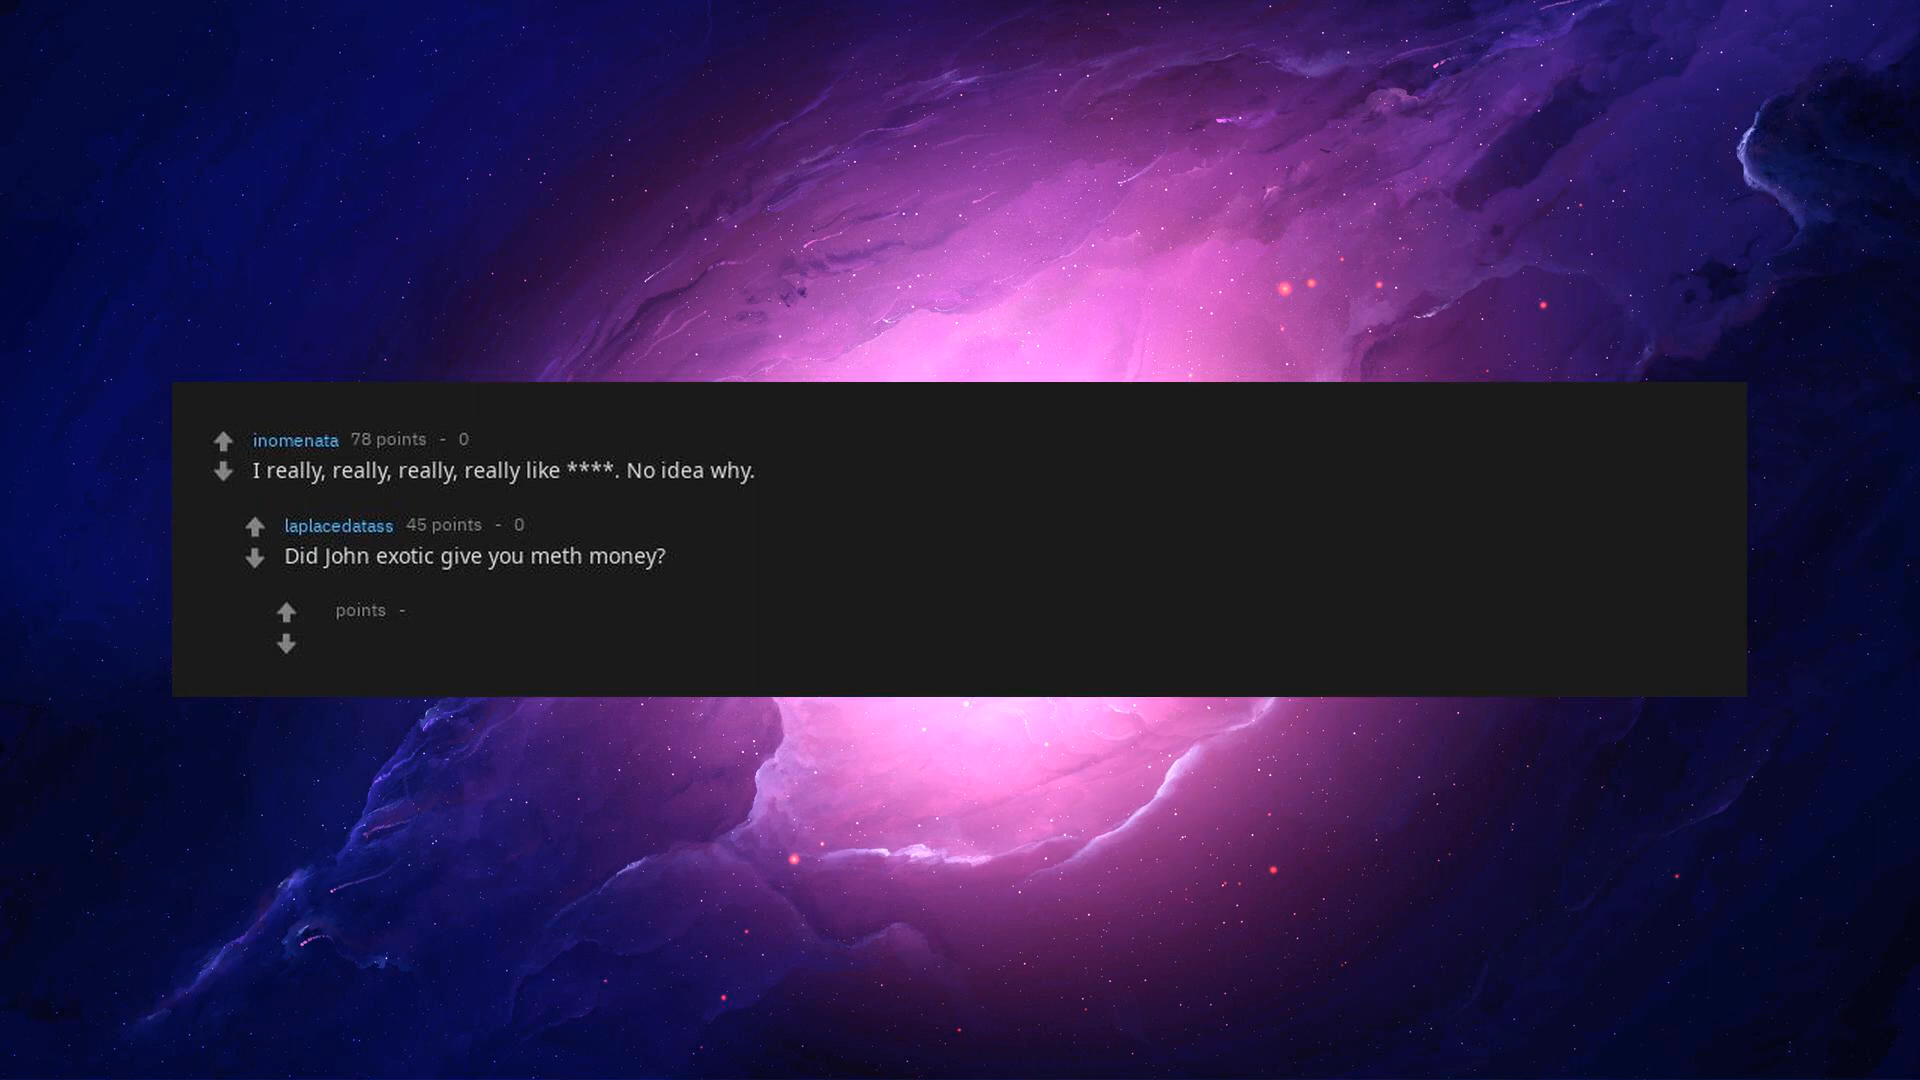 inomenata 78 points - 0
I really, really, really, really like ****. No idea why.
laplacedatass 45 points - 0
Did John exotic give you meth money?
points -